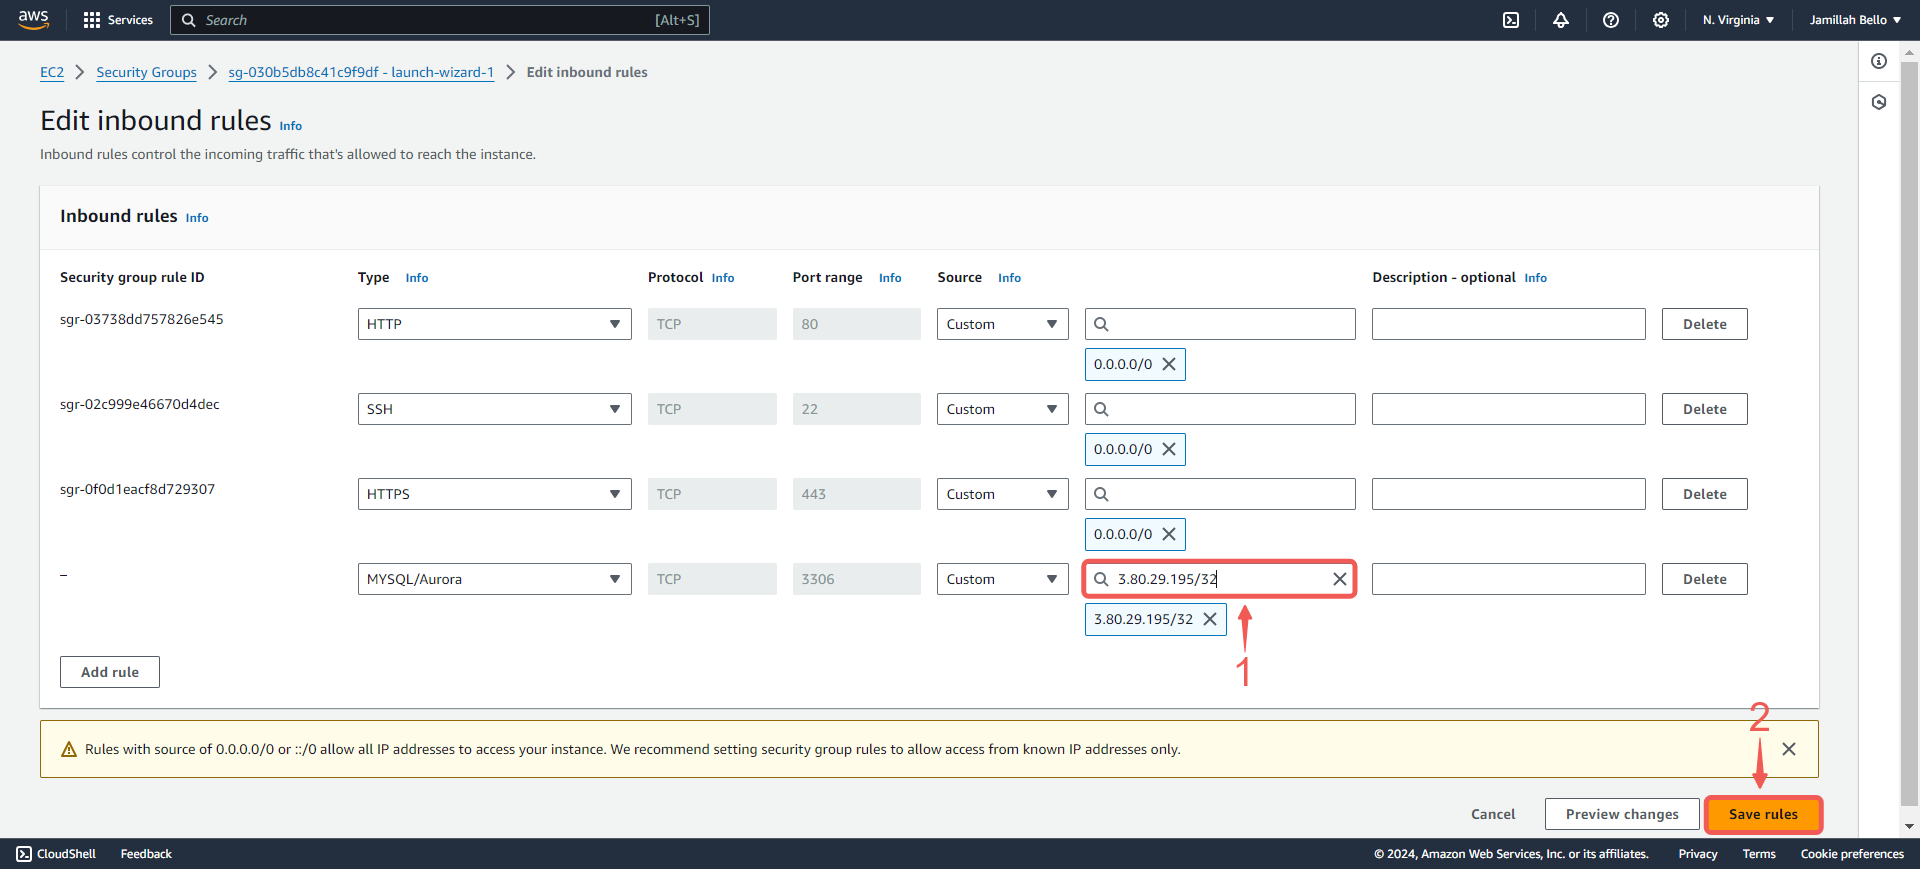 aws Services Search [Alt+S] N. Virginia Jamillah Bello
EC2 Security Groups sg-030b5db8c41c9f9df - launch-wizard-1 Edit inbound rules
Edit inbound rules Info
Inbound rules control the incoming traffic that's allowed to reach the instance.
Inbound rules Info
Security group rule ID Type Info Protocol Info Port range Info Source Info Description - optional Info
sgr-03738dd757826e545 HTTP TCP 80 Custom Delete
0.0.0.0/0
sgr-02c999e46670d4dec SSH TCP 22 Custom Delete
0.0.0.0/0
sgr-0f0d1eacf8d729307 HTTPS TCP 443 Custom Delete
0.0.0.0/0
– MYSQL/Aurora TCP 3306 Custom 3.80.29.195/32 Delete
3.80.29.195/32
1
Add rule
2
Rules with source of 0.0.0.0/0 or ::/0 allow all IP addresses to access your instance. We recommend setting security group rules to allow access from known IP addresses only.
Cancel Preview changes Save rules
CloudShell Feedback © 2024, Amazon Web Services, Inc. or its affiliates. Privacy Terms Cookie preferences